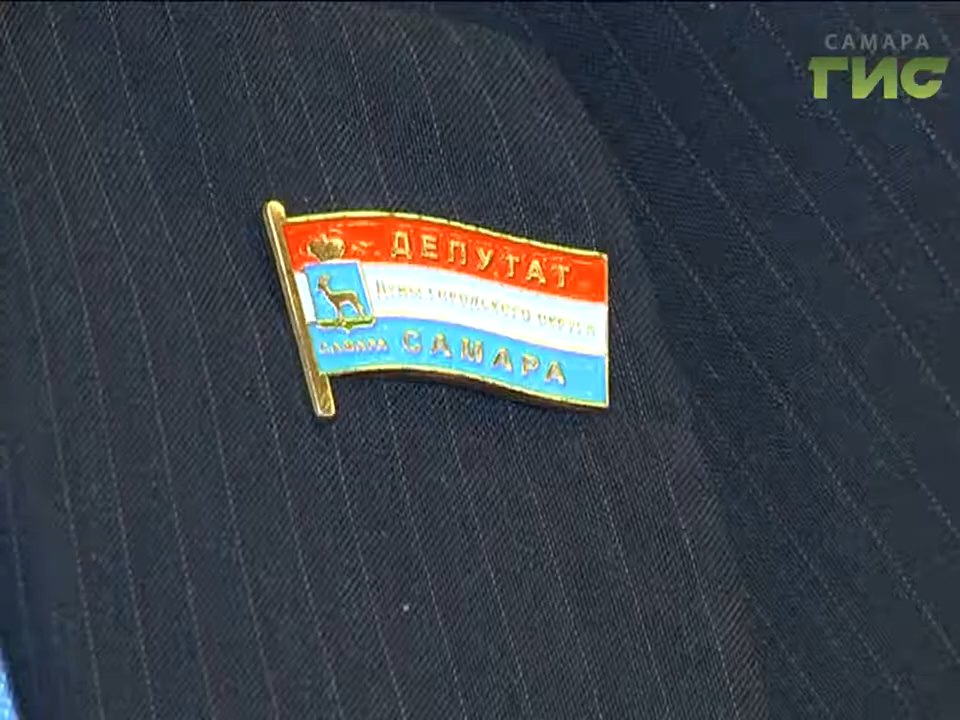 САМАРА
ГИС
ДЕПУТАТ
ДУМЫ ГОРОДСКОГО ОКРУГА
САМАРА
САМАРА